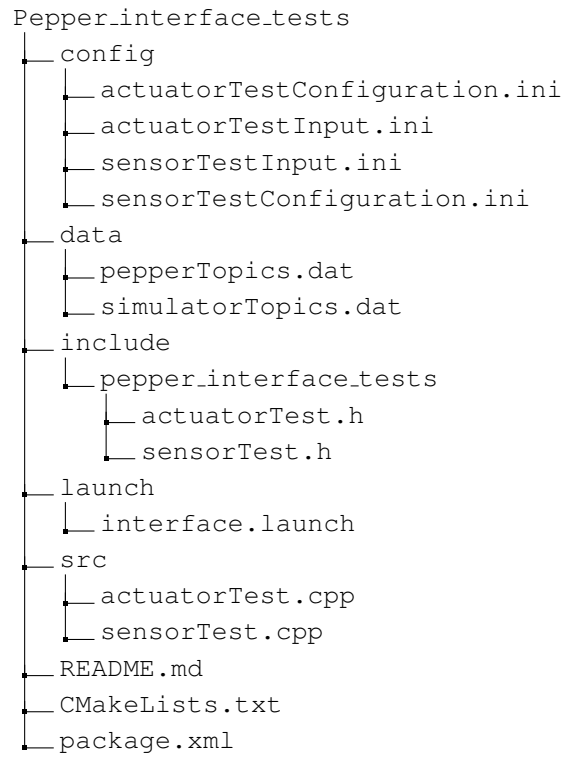 Pepper_interface_tests
config
actuatorTestConfiguration.ini
actuatorTestInput.ini
sensorTestInput.ini
sensorTestConfiguration.ini
data
pepperTopics.dat
simulatorTopics.dat
include
pepper_interface_tests
actuatorTest.h
sensorTest.h
launch
interface.launch
src
actuatorTest.cpp
sensorTest.cpp
README.md
CMakeLists.txt
package.xml